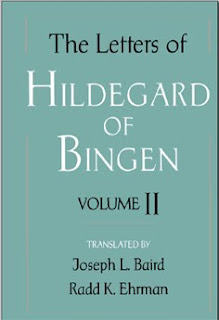 The Letters of
HILDEGARD
OF
BINGEN
VOLUME II
TRANSLATED BY
Joseph L. Baird
Radd K. Ehrman